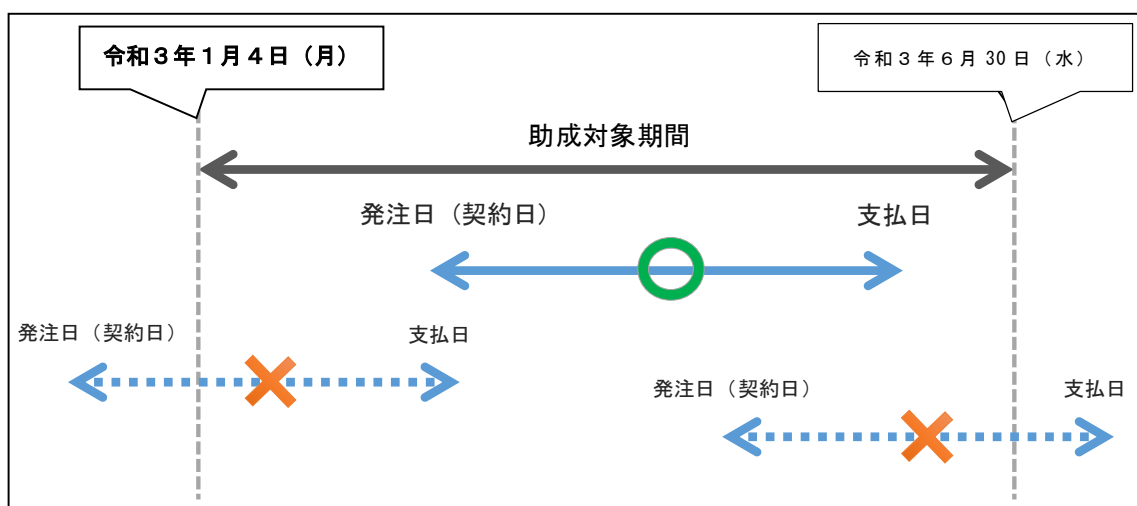 令和３年１月４日（月）
令和３年６月30日（水）
助成対象期間
発注日（契約日）
支払日
発注日（契約日）
支払日
発注日（契約日）
支払日